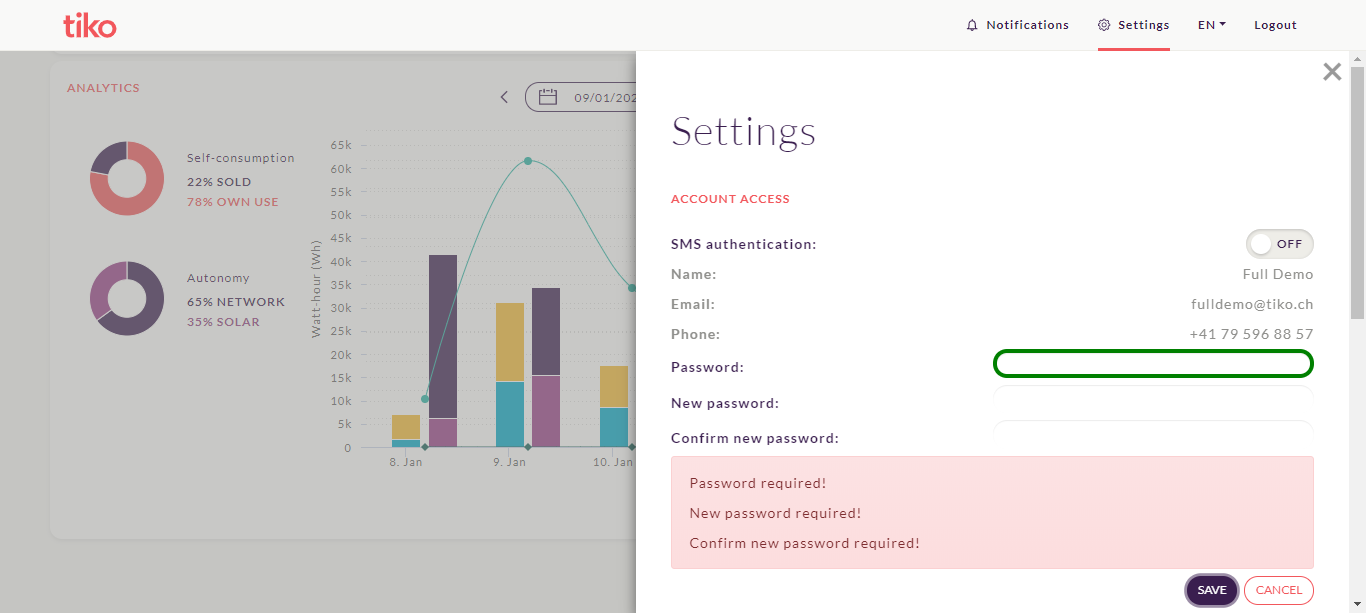 tiko
Notifications
Settings
EN
Logout
ANALYTICS
09/01/202
Self-consumption
22% SOLD
78% OWN USE
Autonomy
65% NETWORK
35% SOLAR
Watt-hour (Wh)
65k
60k
55k
50k
45k
40k
35k
30k
25k
20k
15k
10k
5k
0
8. Jan
9. Jan
10. Jan
Settings
ACCOUNT ACCESS
SMS authentication: OFF
Name: Full Demo
Email: fulldemo@tiko.ch
Phone: +41 79 596 88 57
Password:
New password:
Confirm new password:
Password required!
New password required!
Confirm new password required!
SAVE CANCEL